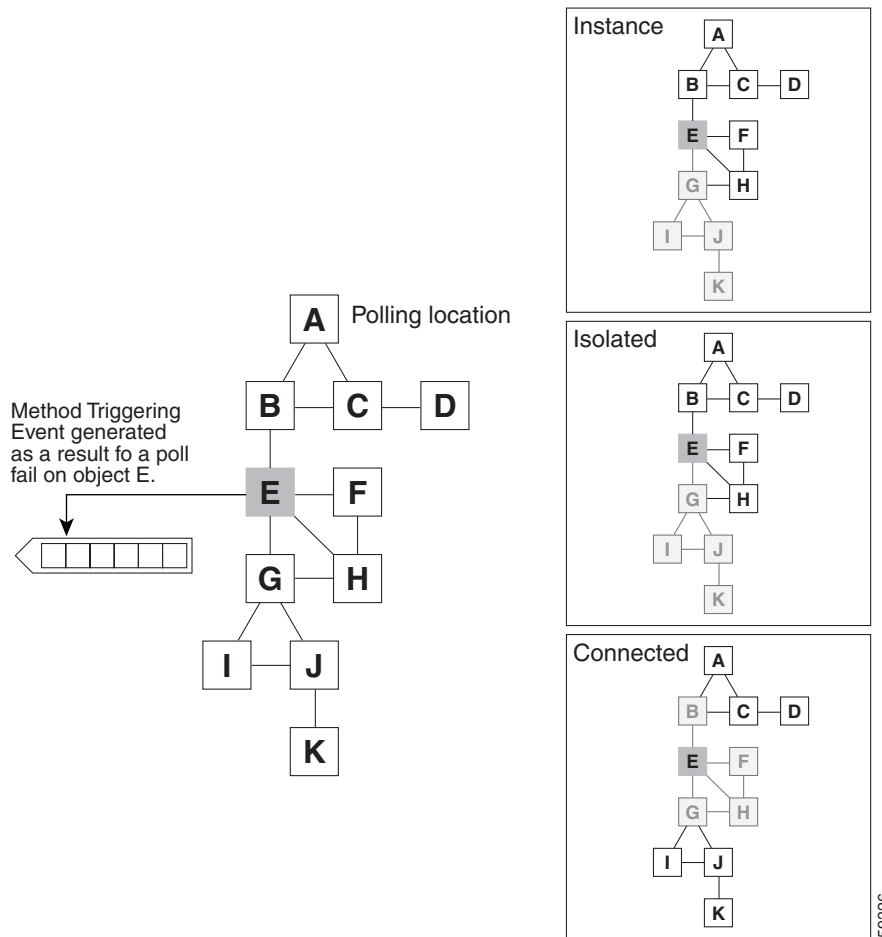 A
Polling location
B
C
D
Method Triggering
Event generated
as a result fo a poll
fail on object E.
E
F
G
H
I
J
K
Instance
A
B
C
D
E
F
G
H
I
J
K
Isolated
A
B
C
D
E
F
G
H
I
J
K
Connected
A
B
C
D
E
F
G
H
I
J
K